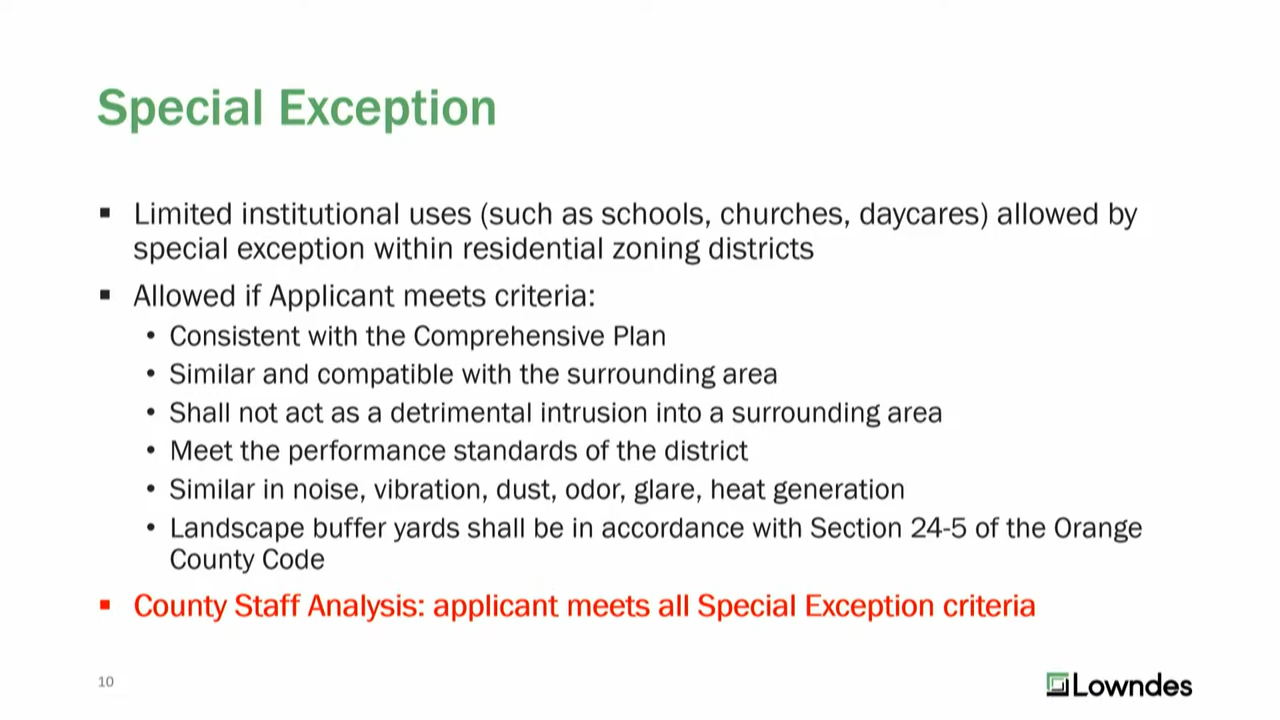 Special Exception
▪ Limited institutional uses (such as schools, churches, daycares) allowed by
special exception within residential zoning districts
▪ Allowed if Applicant meets criteria:
• Consistent with the Comprehensive Plan
• Similar and compatible with the surrounding area
• Shall not act as a detrimental intrusion into a surrounding area
• Meet the performance standards of the district
• Similar in noise, vibration, dust, odor, glare, heat generation
• Landscape buffer yards shall be in accordance with Section 24-5 of the Orange
County Code
▪ County Staff Analysis: applicant meets all Special Exception criteria
10
Lowndes